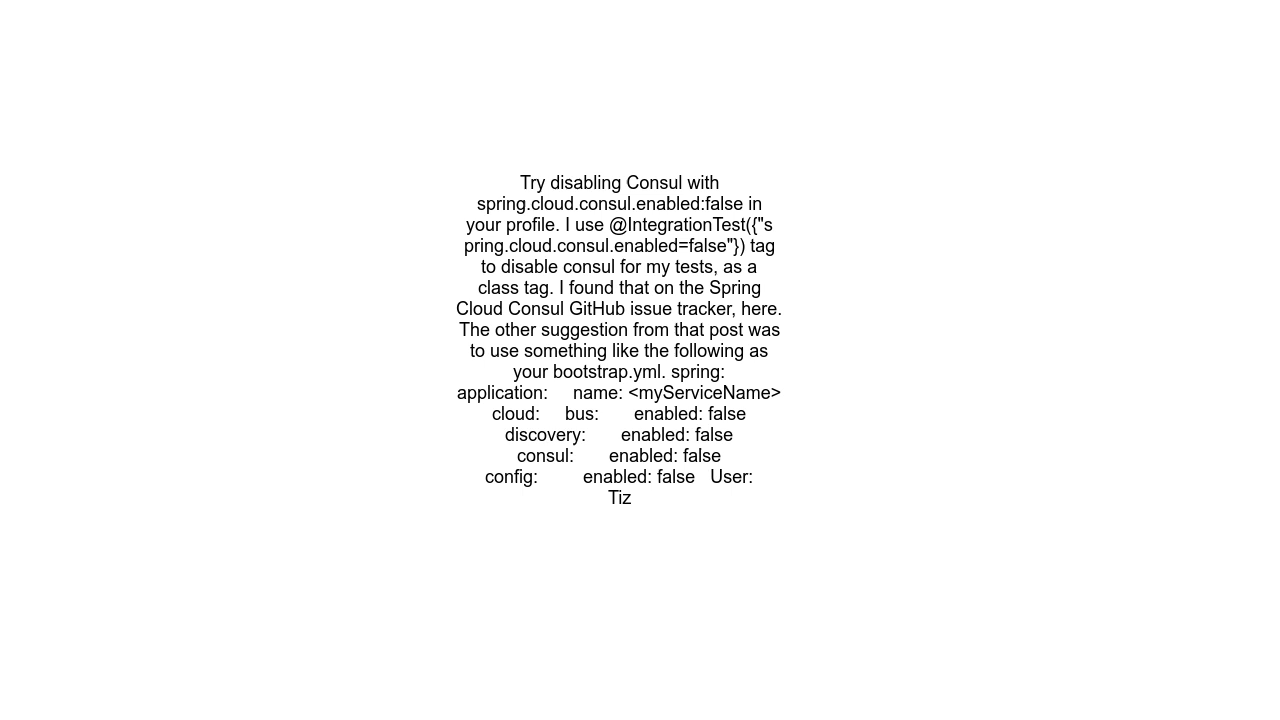 Try disabling Consul with
spring.cloud.consul.enabled:false in
your profile. I use @IntegrationTest({"s
pring.cloud.consul.enabled=false"}) tag
to disable consul for my tests, as a
class tag. I found that on the Spring
Cloud Consul GitHub issue tracker, here.
The other suggestion from that post was
to use something like the following as
your bootstrap.yml. spring:
application:     name: <myServiceName>
cloud:     bus:       enabled: false
discovery:       enabled: false
consul:       enabled: false
config:         enabled: false   User:
Tiz